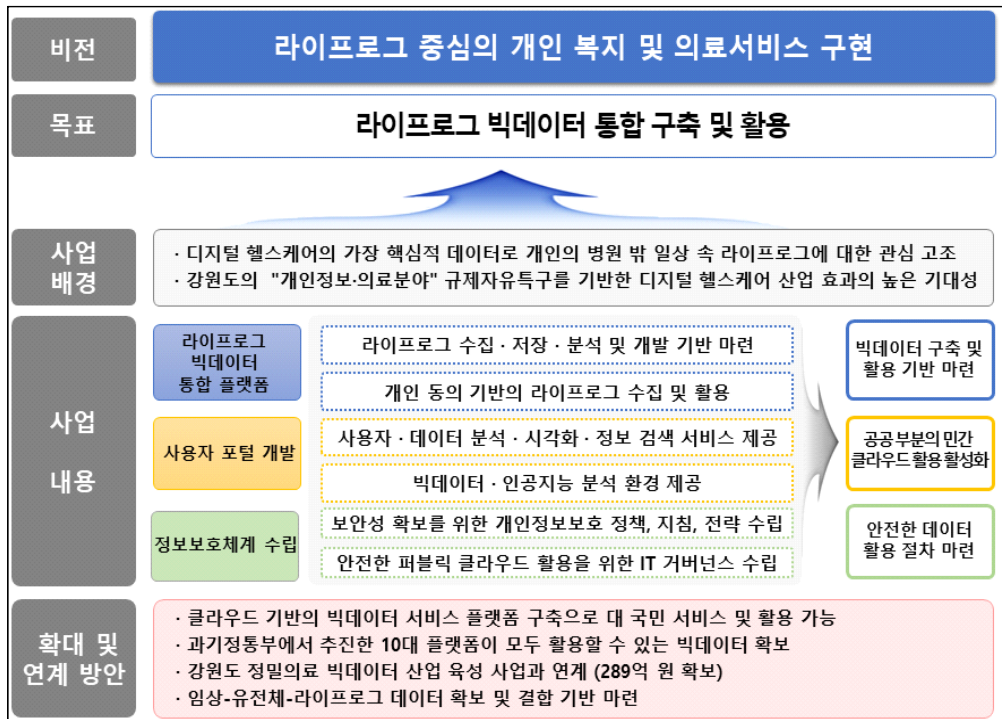 비전
라이프로그 중심의 개인 복지 및 의료서비스 구현
목표
라이프로그 빅데이터 통합 구축 및 활용
사업
배경
· 디지털 헬스케어의 가장 핵심적 데이터로 개인의 병원 밖 일상 속 라이프로그에 대한 관심 고조
· 강원도의 "개인정보·의료분야" 규제자유특구를 기반한 디지털 헬스케어 산업 효과의 높은 기대성
사업
내용
라이프로그
빅데이터
통합 플랫폼
라이프로그 수집 · 저장 · 분석 및 개발 기반 마련
개인 동의 기반의 라이프로그 수집 및 활용
빅데이터 구축 및
활용 기반 마련
사용자 포털 개발
사용자 · 데이터 분석 · 시각화 · 정보 검색 서비스 제공
빅데이터 · 인공지능 분석 환경 제공
공공 부분의 민간
클라우드 활용 활성화
정보보호체계 수립
보안성 확보를 위한 개인정보보호 정책, 지침, 전략 수립
안전한 퍼블릭 클라우드 활용을 위한 IT 거버넌스 수립
안전한 데이터
활용 절차 마련
확대 및
연계 방안
· 클라우드 기반의 빅데이터 서비스 플랫폼 구축으로 대 국민 서비스 및 활용 가능
· 과기정통부에서 추진한 10대 플랫폼이 모두 활용할 수 있는 빅데이터 확보
· 강원도 정밀의료 빅데이터 산업 육성 사업과 연계 (289억 원 확보)
· 임상-유전체-라이프로그 데이터 확보 및 결합 기반 마련